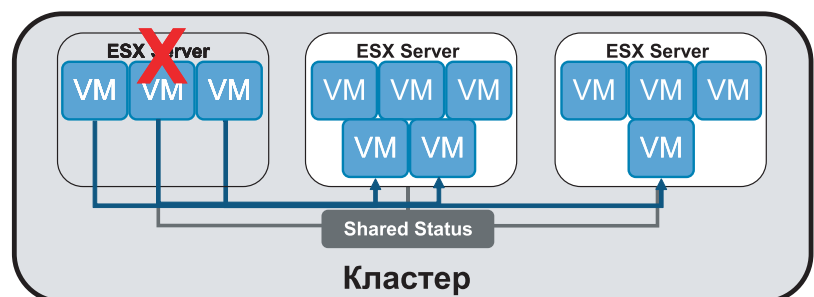 ESX Server ESX Server ESX Server
VM VM VM VM VM VM VM VM VM
VM VM VM
Shared Status
Кластер